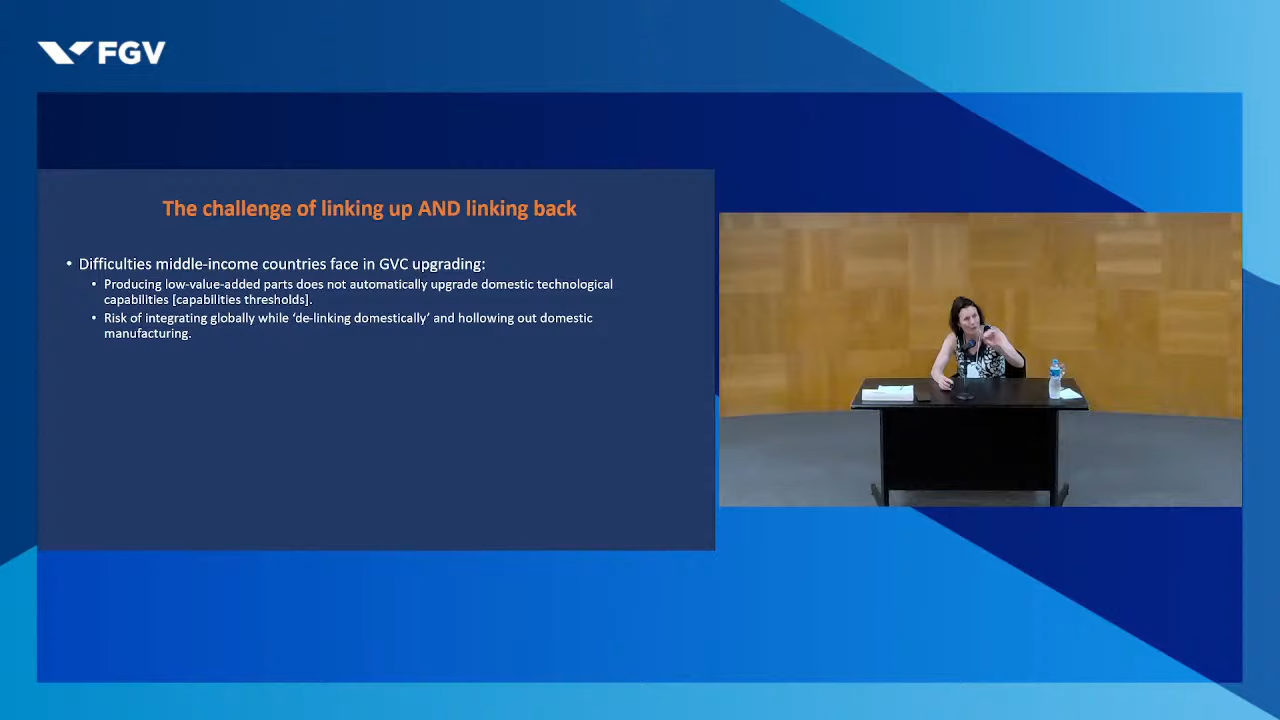 FGV
The challenge of linking up AND linking back
• Difficulties middle-income countries face in GVC upgrading:
• Producing low-value-added parts does not automatically upgrade domestic technological
capabilities [capabilities thresholds].
• Risk of integrating globally while ‘de-linking domestically’ and hollowing out domestic
manufacturing.